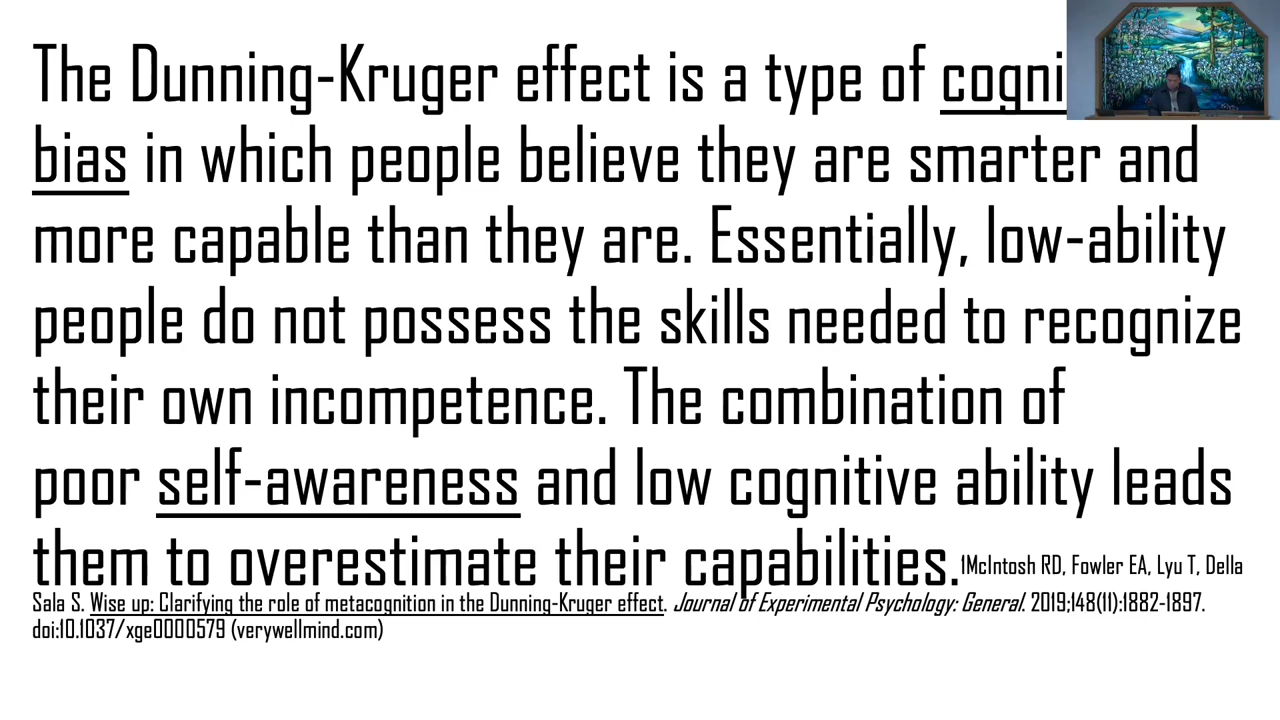 The Dunning-Kruger effect is a type of
bias in which people believe they are smarter and
more capable than they are. Essentially, low-ability
people do not possess the skills needed to recognize
their own incompetence. The combination of
poor self-awareness and low cognitive ability leads
them to overestimate their capabilities.1McIntosh RD, Fowler EA, Lyu T, Della
Sala S. Wise up: Clarifying the role of metacognition in the Dunning-Kruger effect. Journal of Experimental Psychology: General. 2019;148(11):1882-1897.
doi:10.1037/xge0000579 (verywellmind.com)